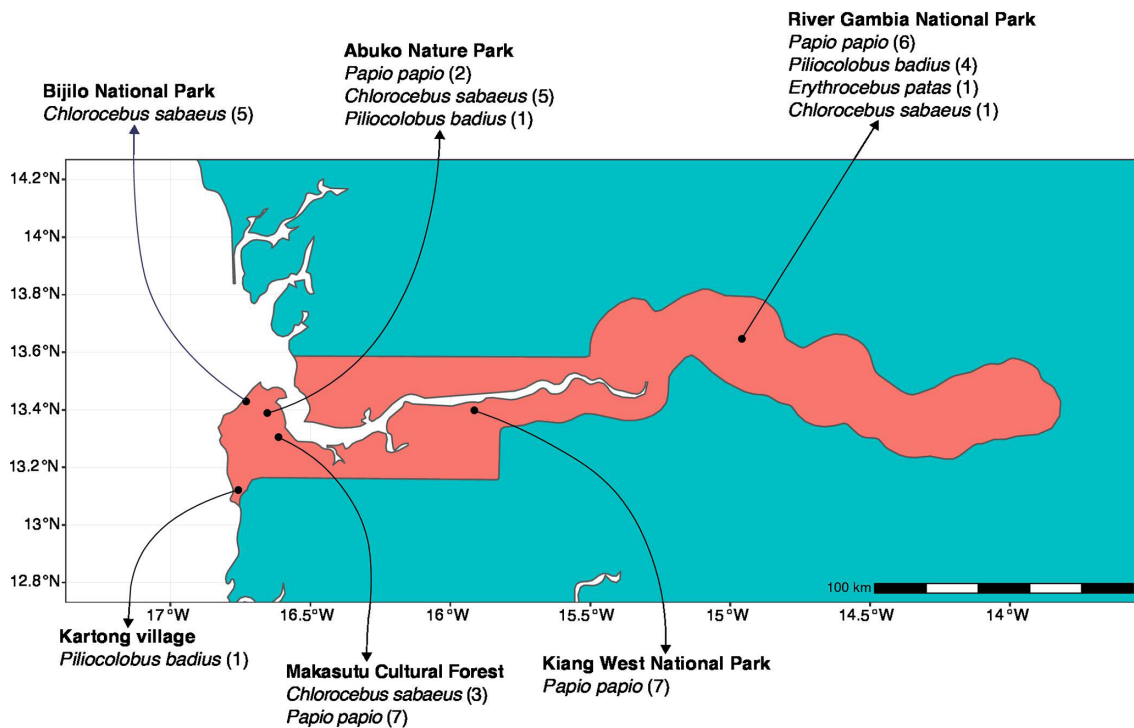 River Gambia National Park
Papio papio (6)
Piliocolobus badius (4)
Erythrocebus patas (1)
Chlorocebus sabaeus (1)
Abuko Nature Park
Papio papio (2)
Chlorocebus sabaeus (5)
Piliocolobus badius (1)
Bijilo National Park
Chlorocebus sabaeus (5)
14.2°N
14°N
13.8°N
13.6°N
13.4°N
13.2°N
13°N
12.8°N
100 km
17°W
16.5°W
16°W
15.5°W
15°W
14.5°W
14°W
Kartong village
Piliocolobus badius (1)
Makasutu Cultural Forest
Chlorocebus sabaeus (3)
Papio papio (7)
Kiang West National Park
Papio papio (7)